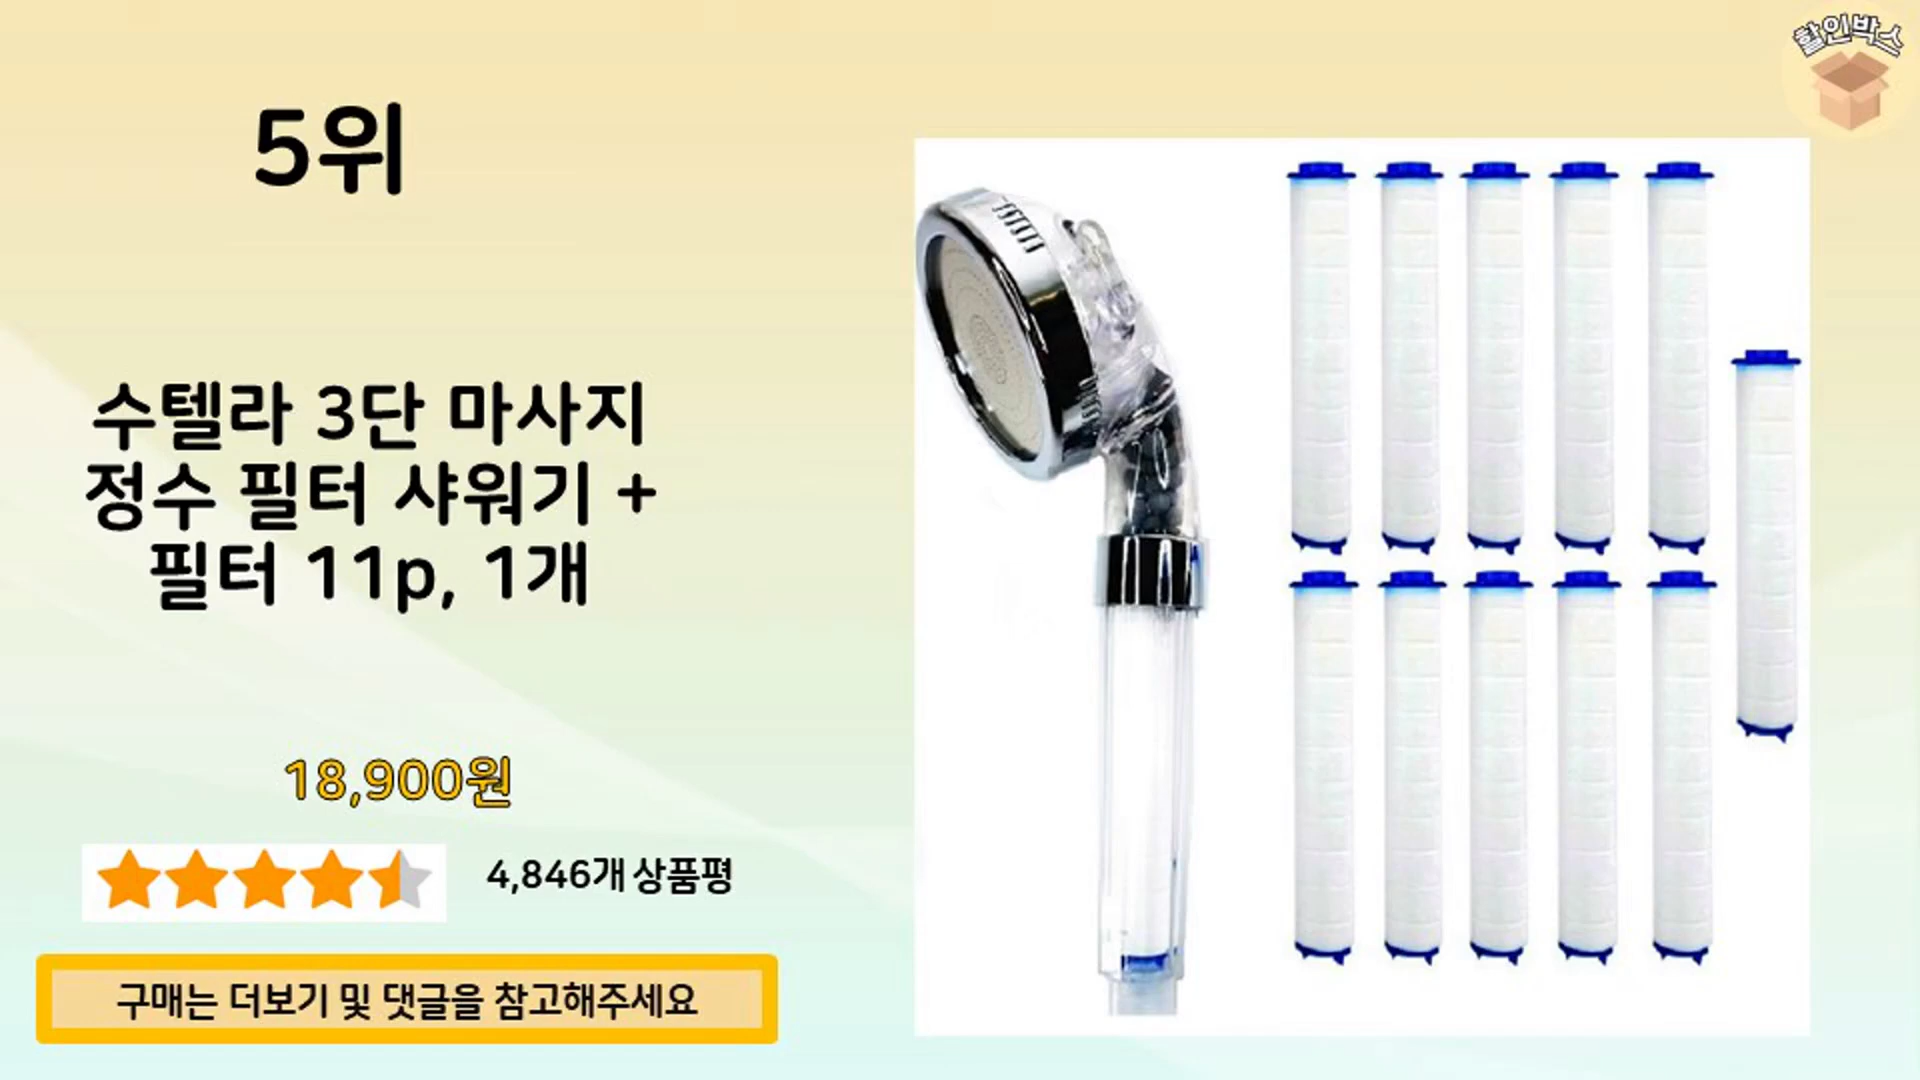 할인박스
5위
수텔라 3단 마사지
정수 필터 샤워기 +
필터 11p, 1개
18,900원
4,846개 상품평
구매는 더보기 및 댓글을 참고해주세요